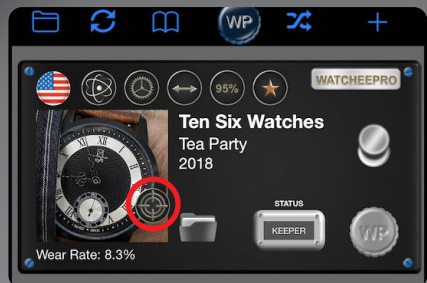 WP
95%
WATCHEEPRO
Ten Six Watches
Tea Party
2018
STATUS
KEEPER
WP
Wear Rate: 8.3%